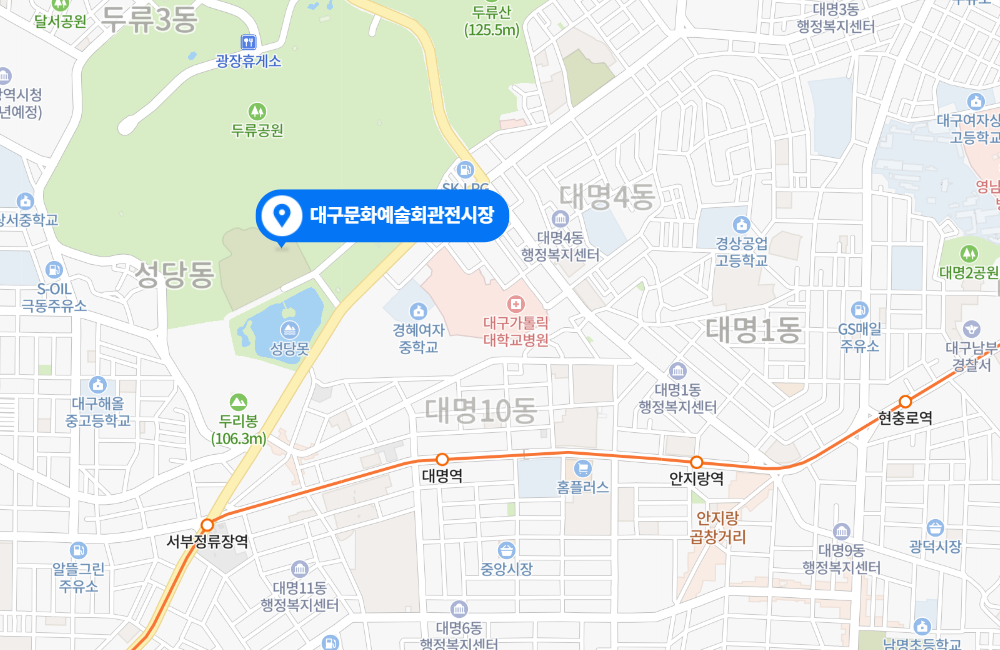 달서공원
두류3동
두류산
(125.5m)
대명3동
행정복지센터
광장휴게소
두류공원
대구여자상
고등학교
SK LPG
대구문화예술회관전시장
대명4동
대명4동
행정복지센터
경상공업
고등학교
대명2공원
성당동
S-OIL
극동주유소
성당못
경혜여자
중학교
대구가톨릭
대학교병원
대명1동
GS매일
주유소
대구남부
경찰서
대구해올
중고등학교
두리봉
(106.3m)
대명10동
대명1동
행정복지센터
현충로역
대명역
홈플러스
안지랑역
서부정류장역
안지랑
곱창거리
알뜰그린
주유소
중앙시장
대명9동
행정복지센터
광덕시장
대명11동
행정복지센터
대명6동
행정복지센터
남명초등학교